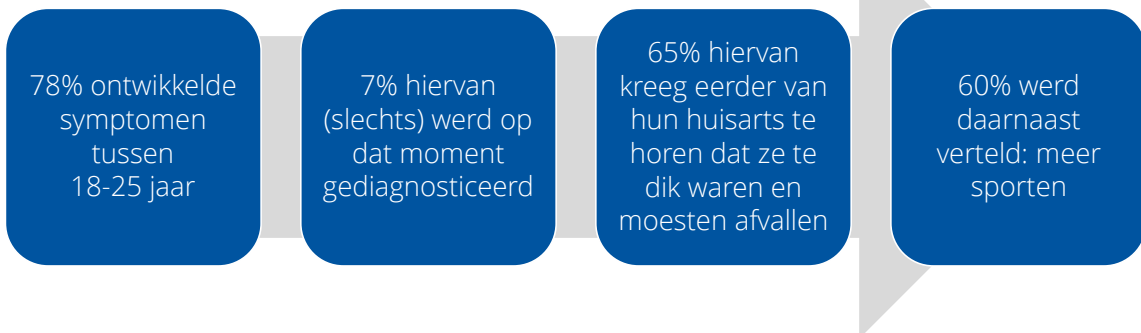 78% ontwikkelde
symptomen
tussen
18-25 jaar
7% hiervan
(slechts) werd op
dat moment
gediagnosticeerd
65% hiervan
kreeg eerder van
hun huisarts te
horen dat ze te
dik waren en
moesten afvallen
60% werd
daarnaast
verteld: meer
sporten